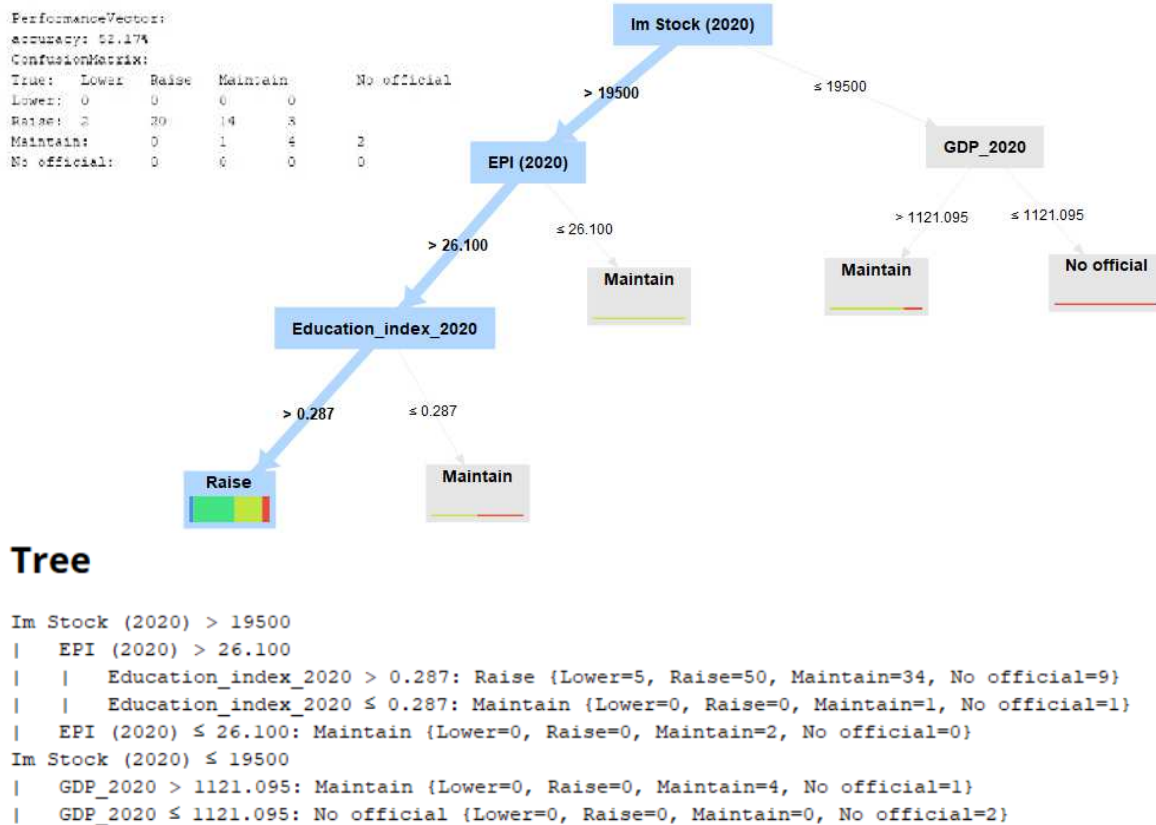 PerformanceVector:
accuracy: 52.17%
ConfusionMatrix:
True: Lower Raise Maintain No official
Lower: 0 0 0 0
Raise: 2 20 14 3
Maintain: 0 1 4 2
No official: 0 0 0 0
Im Stock (2020)
> 19500
≤ 19500
EPI (2020)
GDP_2020
> 26.100
≤ 26.100
> 1121.095
≤ 1121.095
Maintain
Maintain
No official
Education_index_2020
> 0.287
≤ 0.287
Raise
Maintain
Tree
Im Stock (2020) > 19500
| EPI (2020) > 26.100
| | Education_index_2020 > 0.287: Raise {Lower=5, Raise=50, Maintain=34, No official=9}
| | Education_index_2020 ≤ 0.287: Maintain {Lower=0, Raise=0, Maintain=1, No official=1}
| EPI (2020) ≤ 26.100: Maintain {Lower=0, Raise=0, Maintain=2, No official=0}
Im Stock (2020) ≤ 19500
| GDP_2020 > 1121.095: Maintain {Lower=0, Raise=0, Maintain=4, No official=1}
| GDP_2020 ≤ 1121.095: No official {Lower=0, Raise=0, Maintain=0, No official=2}